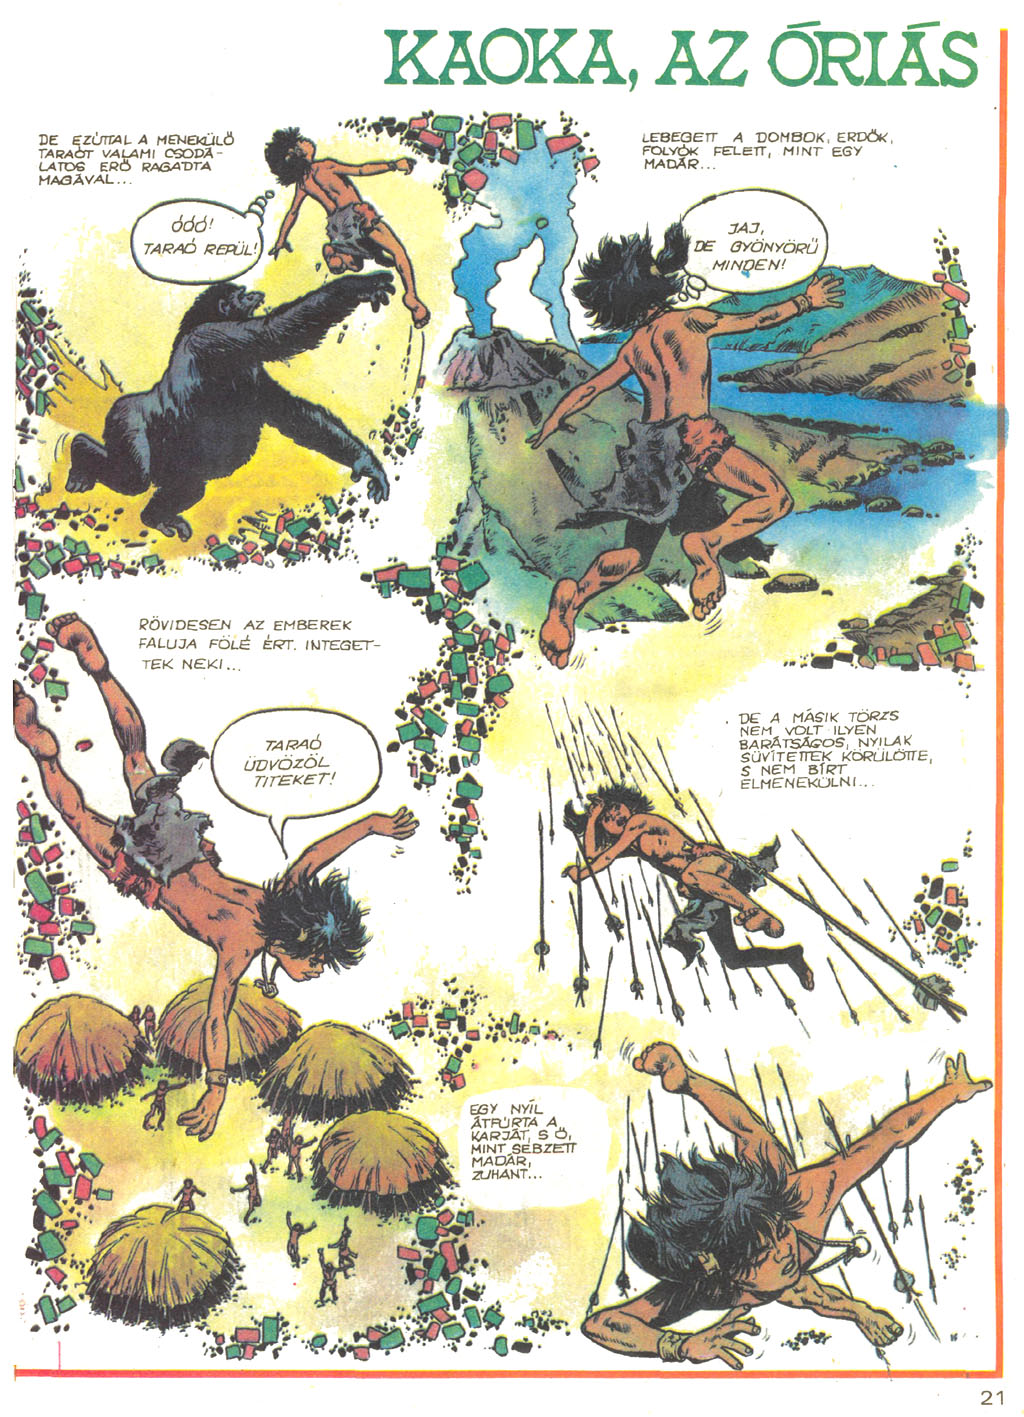 KAOKA, AZ ÓRIÁS
DE EZÚTTAL A MENEKÜLŐ
TARAÓT VALAMI CSODÁ-
LATOS ERŐ RAGADTA
MAGÁVAL...
ÓÓÓ!
TARAÓ REPÜL!
LEBEGETT A DOMBOK, ERDŐK,
FOLYÓK FELETT, MINT EGY
MADÁR...
JAJ,
DE GYÖNYÖRŰ
MINDEN!
RÖVIDESEN AZ EMBEREK
FALUJA FÖLÉ ÉRT. INTEGET-
TEK NEKI...
TARAÓ
ÜDVÖZÖL
TITEKET!
DE A MÁSIK TÖRZS
NEM VOLT ILYEN
BARÁTSÁGOS, NYILAK
SÜVÍTETTEK KÖRÜLÖTTE,
S NEM BÍRT
ELMENEKÜLNI...
EGY NYÍL
ÁTFÚRTA A
KARJÁT, S Ő,
MINT SEBZETT
MADÁR,
ZUHANT...
21